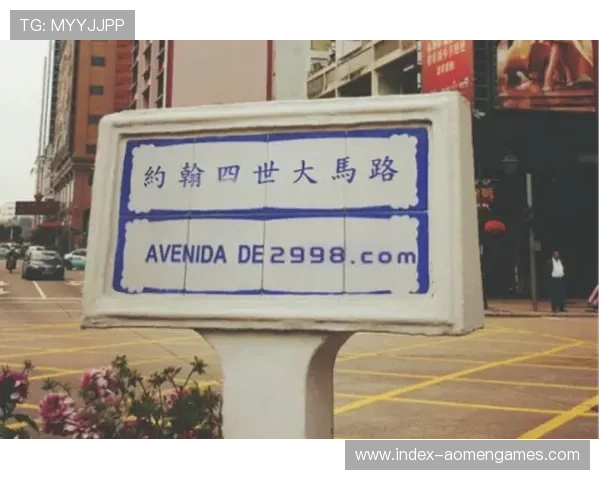 TG: MYYJJPP
約翰四世大馬路
AVENIDA DE2998.com
www.index-aomengames.com